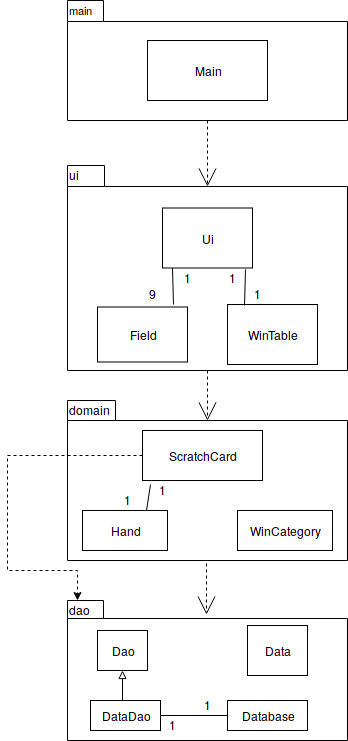 main
Main
ui
Ui
1
1
9
1
Field
WinTable
domain
ScratchCard
1
1
Hand
WinCategory
dao
Dao
Data
1
DataDao
Database
1